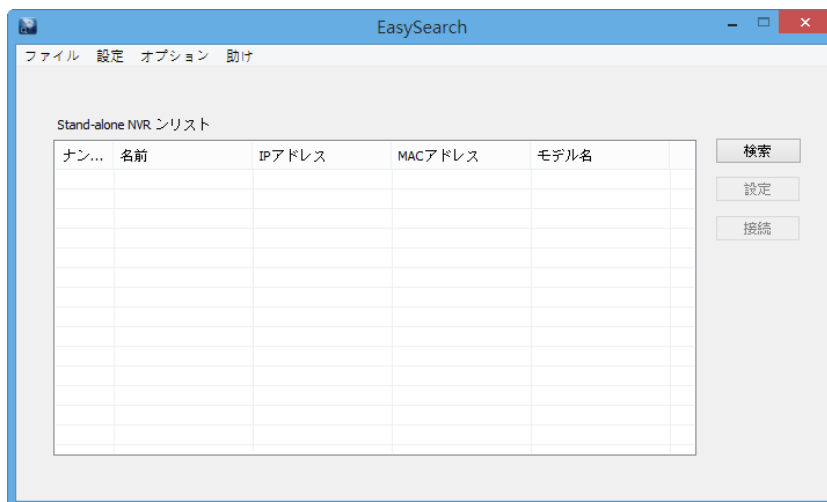 EasySearch
ファイル 設定 オプション 助け
Stand-alone NVR ンリスト
ナン... 名前 IPアドレス MACアドレス モデル名
検索
設定
接続